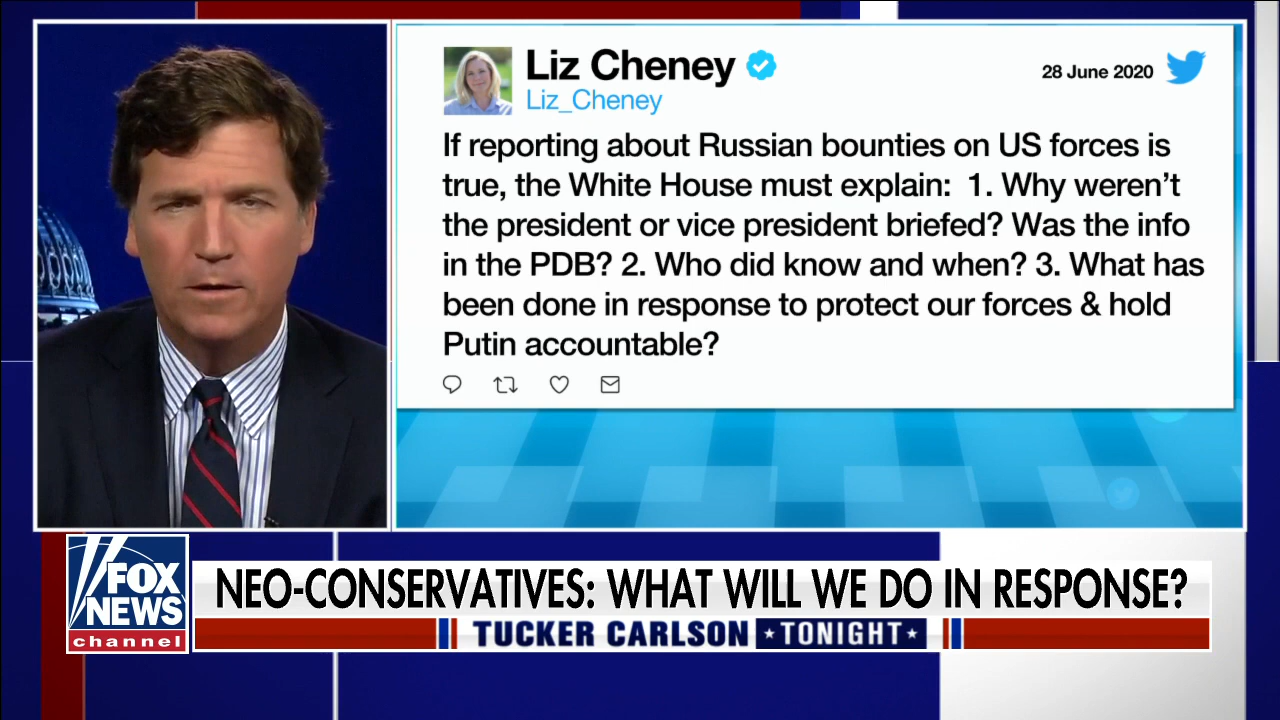 Liz Cheney
Liz_Cheney
28 June 2020
If reporting about Russian bounties on US forces is
true, the White House must explain:  1. Why weren't
the president or vice president briefed? Was the info
in the PDB? 2. Who did know and when? 3. What has
been done in response to protect our forces & hold
Putin accountable?
NEO-CONSERVATIVES: WHAT WILL WE DO IN RESPONSE?
FOX
NEWS
channel
TUCKER CARLSON TONIGHT